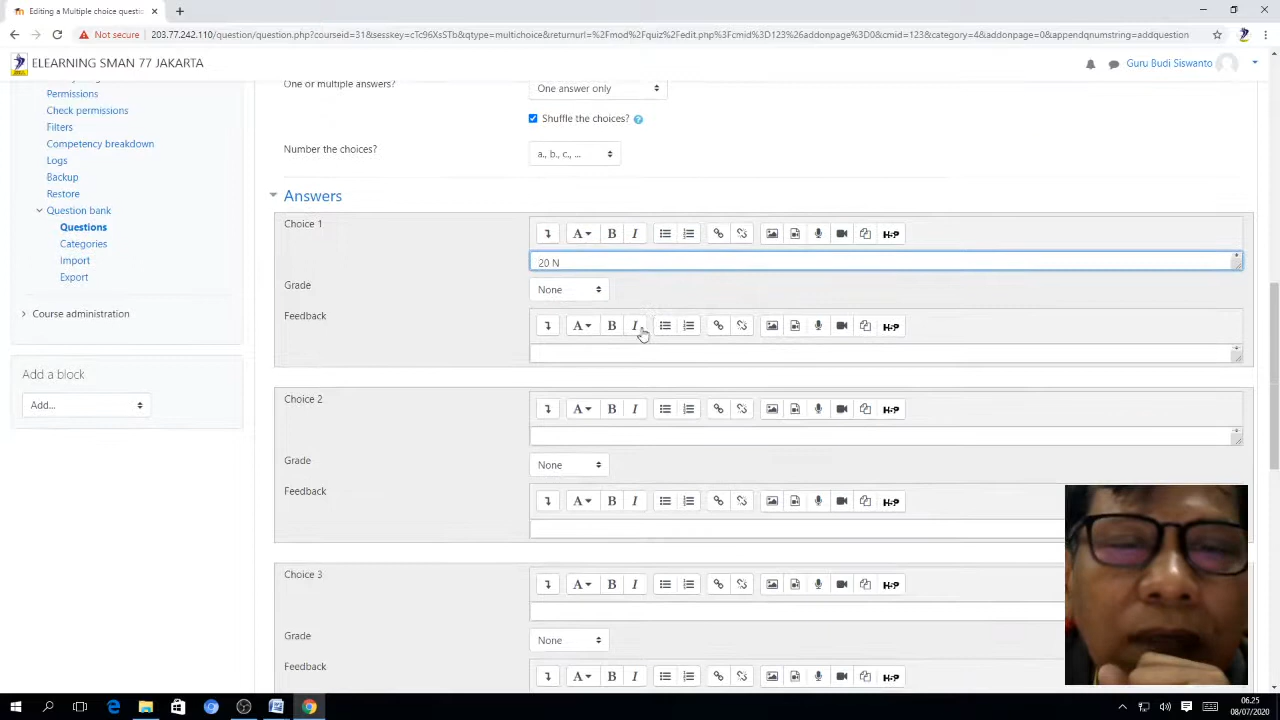 Editing a Multiple choice questio
Not secure | 203.77.242.110/question/question.php?courseid=31&sesskey=cTc96XsSTb&qtype=multichoice&returnurl=%2Fmod%2Fquiz%2Fedit.php%3Fcmid%3D123%26addonpage%3D0&cmid=123&category=4&addonpage=0&appendqnumstring=addquestion
ELEARNING SMAN 77 JAKARTA
Guru Budi Siswanto
Permissions
Check permissions
Filters
Competency breakdown
Logs
Backup
Restore
Question bank
Questions
Categories
Import
Export
Course administration
Add a block
Add...
One or multiple answers?
One answer only
Shuffle the choices?
Number the choices?
a., b., c., ...
Answers
Choice 1
A B I H-P
20 N
Grade
None
Feedback
A B I H-P
Choice 2
A B I H-P
Grade
None
Feedback
A B I H-P
Choice 3
A B I H-P
Grade
None
Feedback
A B I H-P
06.25
08/07/2020